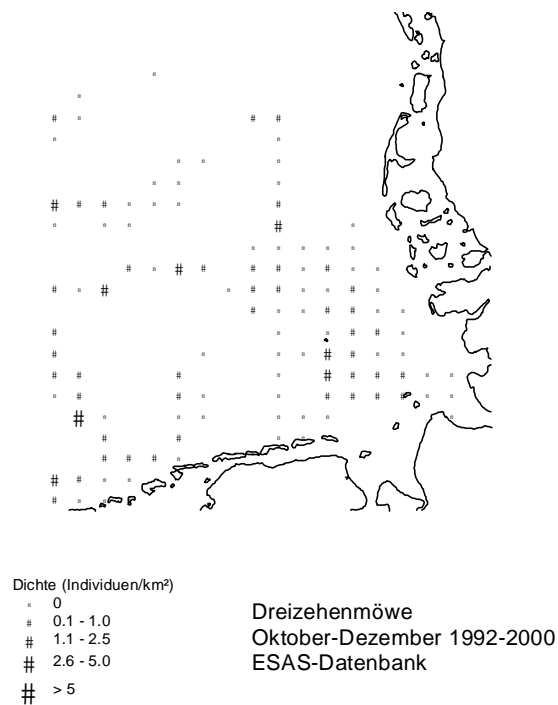 Dichte (Individuen/km²)
0
0.1 - 1.0
1.1 - 2.5
2.6 - 5.0
> 5
Dreizehenmöwe
Oktober-Dezember 1992-2000
ESAS-Datenbank